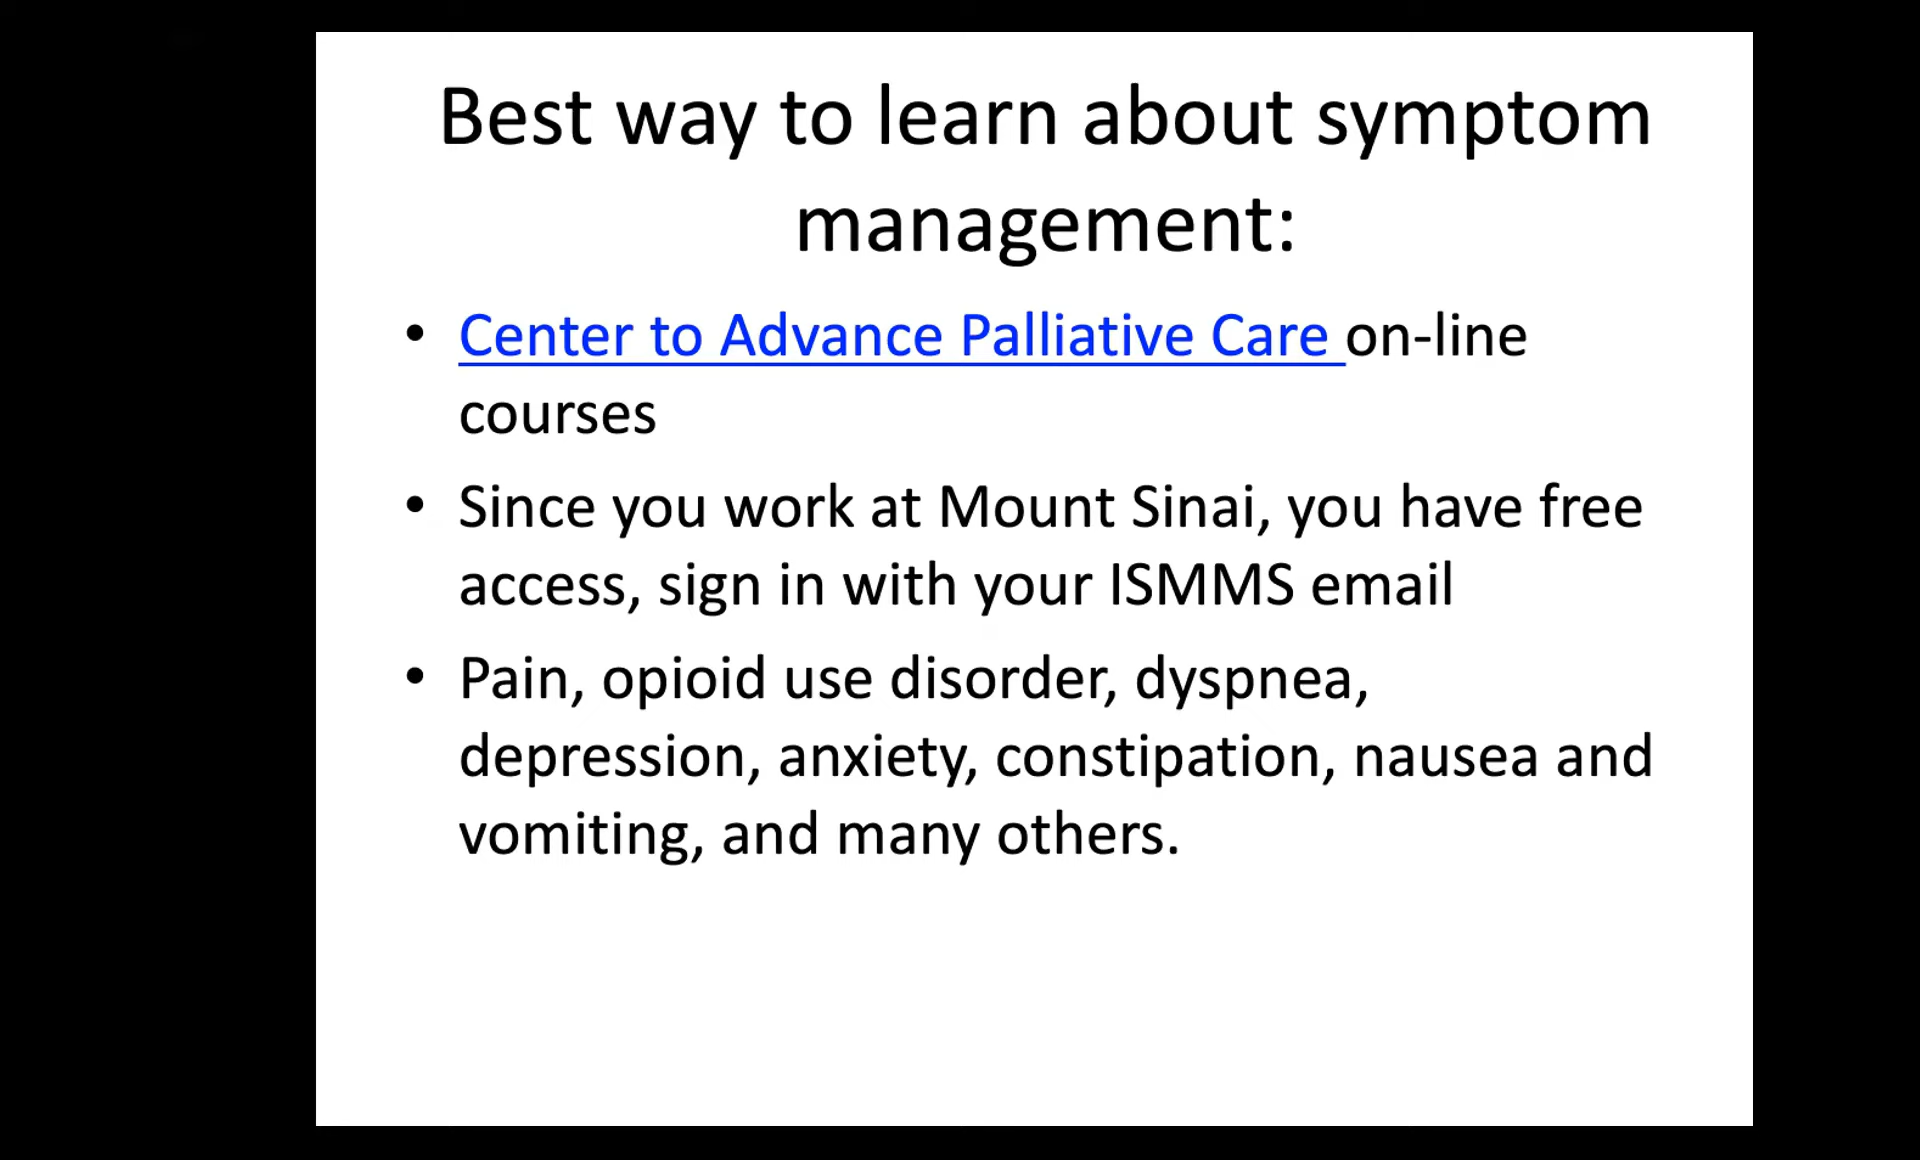 Best way to learn about symptom
management:
• Center to Advance Palliative Care on-line
courses
• Since you work at Mount Sinai, you have free
access, sign in with your ISMMS email
• Pain, opioid use disorder, dyspnea,
depression, anxiety, constipation, nausea and
vomiting, and many others.